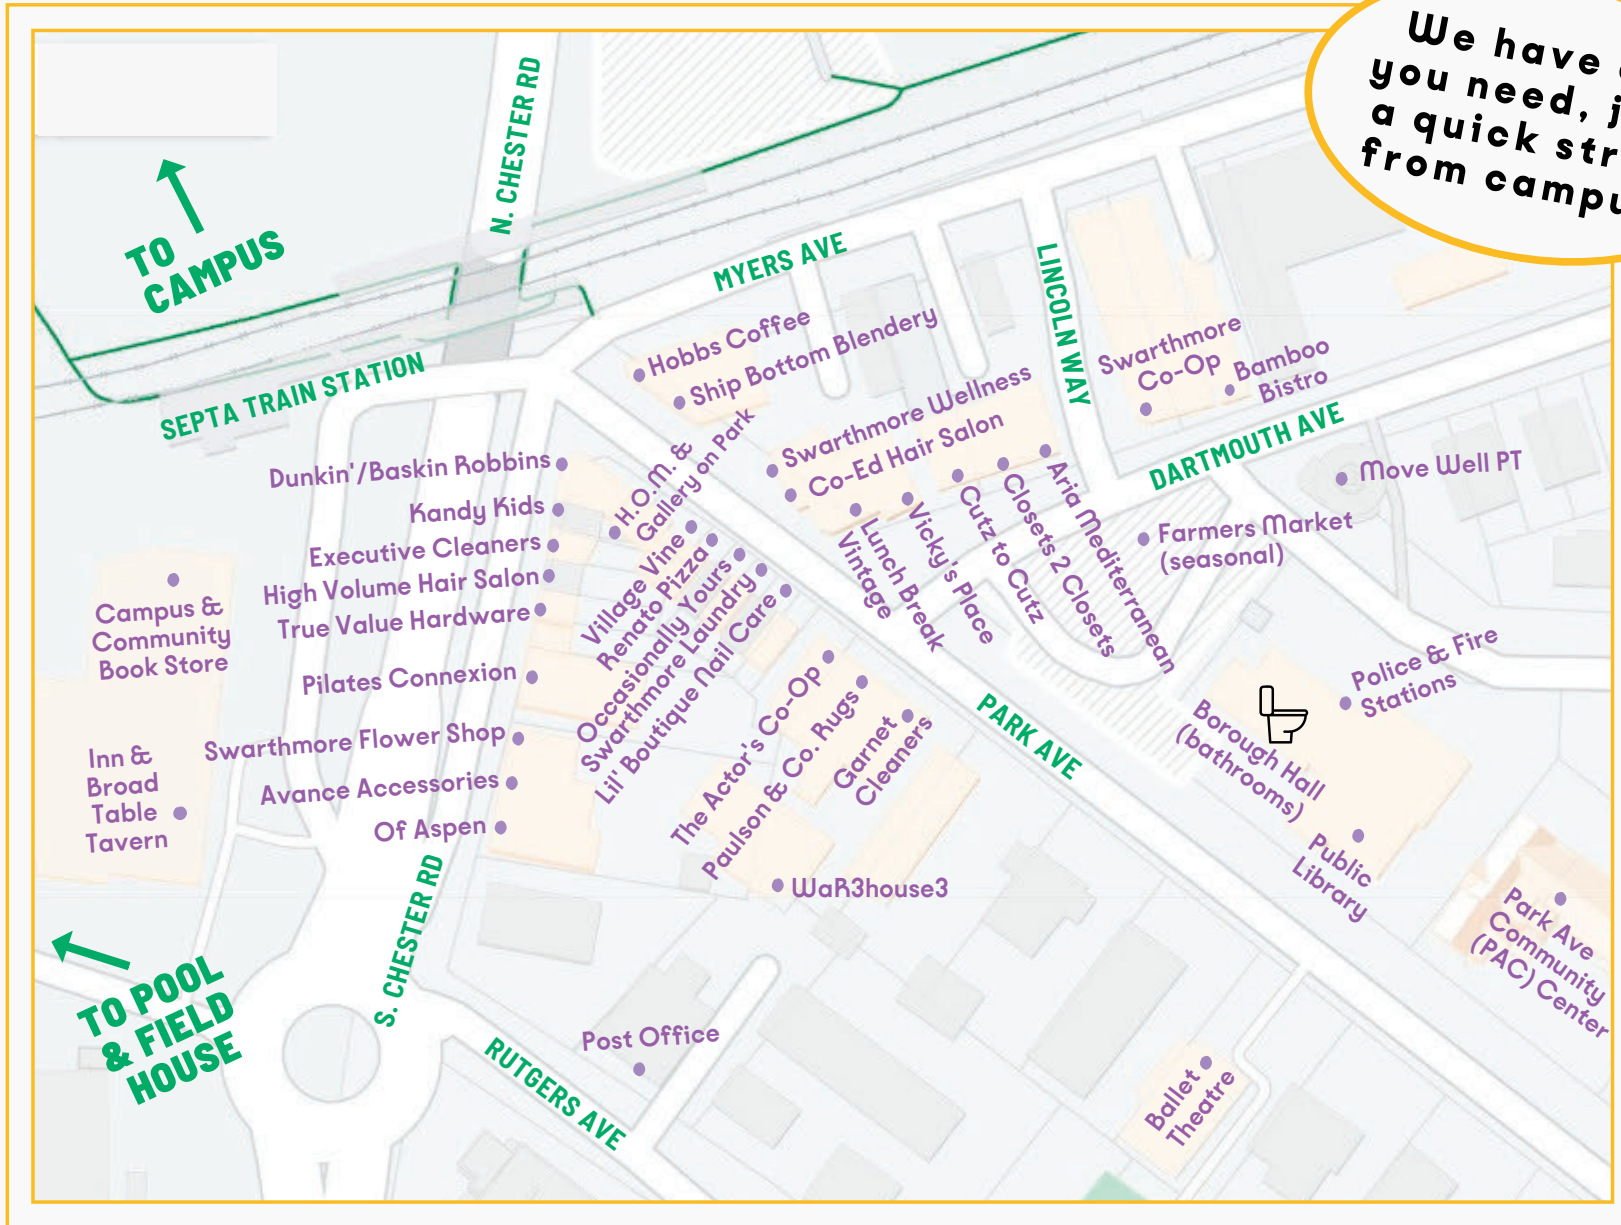 We have
you need,
a quick
from
N. CHESTER RD
TO
CAMPUS
MYERS AVE
LINCOLN WAY
SEPTA TRAIN STATION
Hobbs Coffee
Ship Bottom Blendery
Swarthmore
Co-Op
Bamboo
Bistro
DARTMOUTH AVE
Swarthmore Wellness
Co-Ed Hair Salon
Move Well PT
Farmers Market
(seasonal)
Dunkin'/Baskin Robbins
Kandy Kids
Executive Cleaners
High Volume Hair Salon
True Value Hardware
Pilates Connexion
Swarthmore Flower Shop
Avance Accessories
Of Aspen
H.O.M. &
Gallery on Park
Village Vine
Renato Pizza
Occasionally Yours
Swarthmore Laundry
Lil' Boutique Nail Care
Lunch Break
Vintage
Vicky's Place
Cutz to Cutz
Closets 2 Closets
Aria Mediterranean
Campus &
Community
Book Store
Inn &
Broad
Table
Tavern
The Actor's Co-Op
Paulson & Co. Rugs
Garnet
Cleaners
WaR3house3
PARK AVE
Police & Fire
Stations
Borough Hall
(bathrooms)
Public
Library
Park Ave
Community
(PAC) Center
S. CHESTER RD
TO POOL
& FIELD
HOUSE
RUTGERS AVE
Post Office
Ballet
Theatre